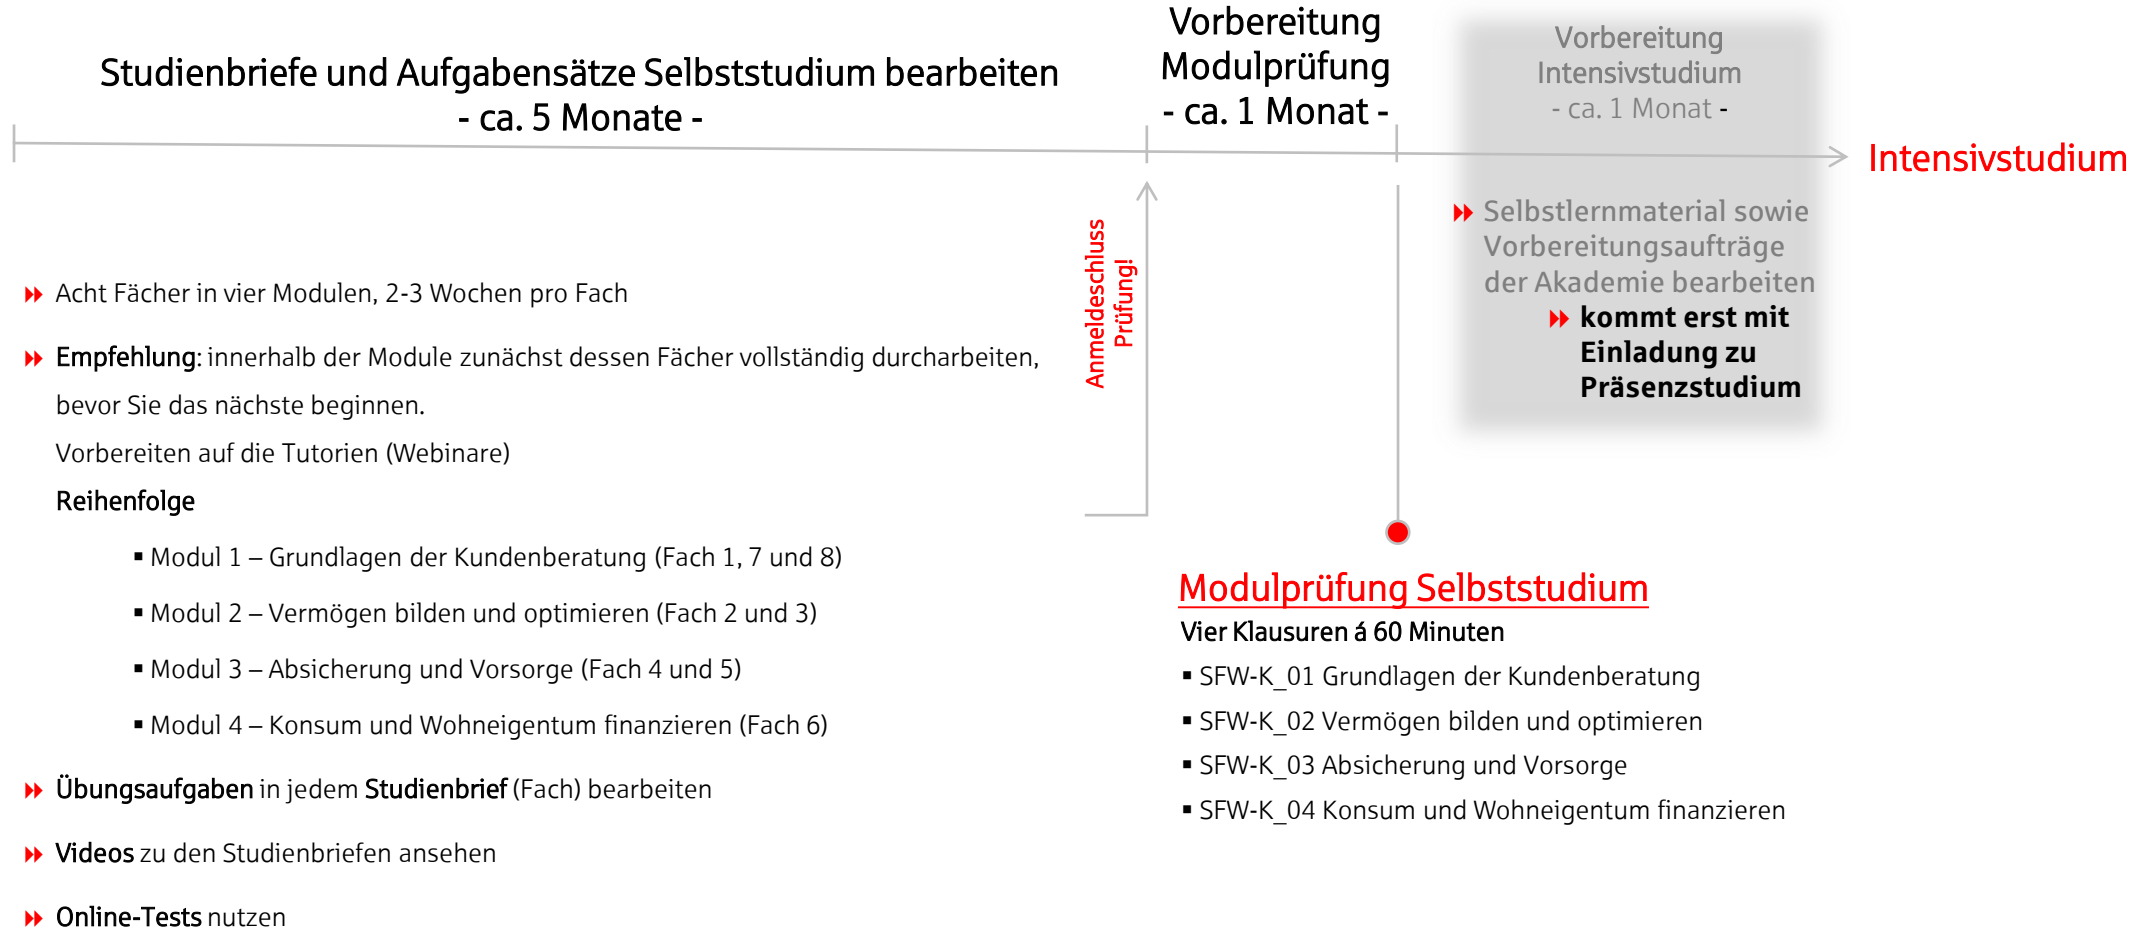 Studienbriefe und Aufgabensätze Selbststudium bearbeiten
- ca. 5 Monate -
Vorbereitung
Modulprüfung
- ca. 1 Monat -
Vorbereitung
Intensivstudium
- ca. 1 Monat -
Intensivstudium
Anmeldeschluss
Prüfung!
Selbstlernmaterial sowie
Vorbereitungsaufträge
der Akademie bearbeiten
kommt erst mit
Einladung zu
Präsenzstudium
Acht Fächer in vier Modulen, 2-3 Wochen pro Fach
Empfehlung: innerhalb der Module zunächst dessen Fächer vollständig durcharbeiten,
bevor Sie das nächste beginnen.
Vorbereiten auf die Tutorien (Webinare)
Reihenfolge
▪ Modul 1 – Grundlagen der Kundenberatung (Fach 1, 7 und 8)
▪ Modul 2 – Vermögen bilden und optimieren (Fach 2 und 3)
▪ Modul 3 – Absicherung und Vorsorge (Fach 4 und 5)
▪ Modul 4 – Konsum und Wohneigentum finanzieren (Fach 6)
Übungsaufgaben in jedem Studienbrief (Fach) bearbeiten
Videos zu den Studienbriefen ansehen
Online-Tests nutzen
Modulprüfung Selbststudium
Vier Klausuren á 60 Minuten
▪ SFW-K_01 Grundlagen der Kundenberatung
▪ SFW-K_02 Vermögen bilden und optimieren
▪ SFW-K_03 Absicherung und Vorsorge
▪ SFW-K_04 Konsum und Wohneigentum finanzieren